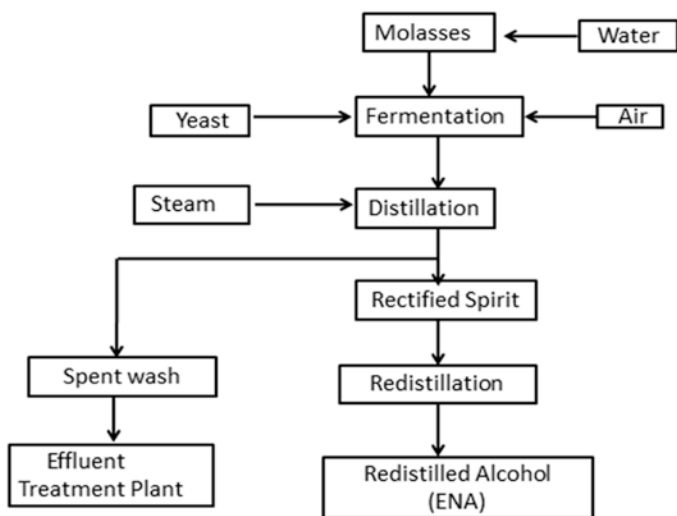 Molasses
Water
Yeast
Fermentation
Air
Steam
Distillation
Rectified Spirit
Spent wash
Redistillation
Effluent
Treatment Plant
Redistilled Alcohol
(ENA)